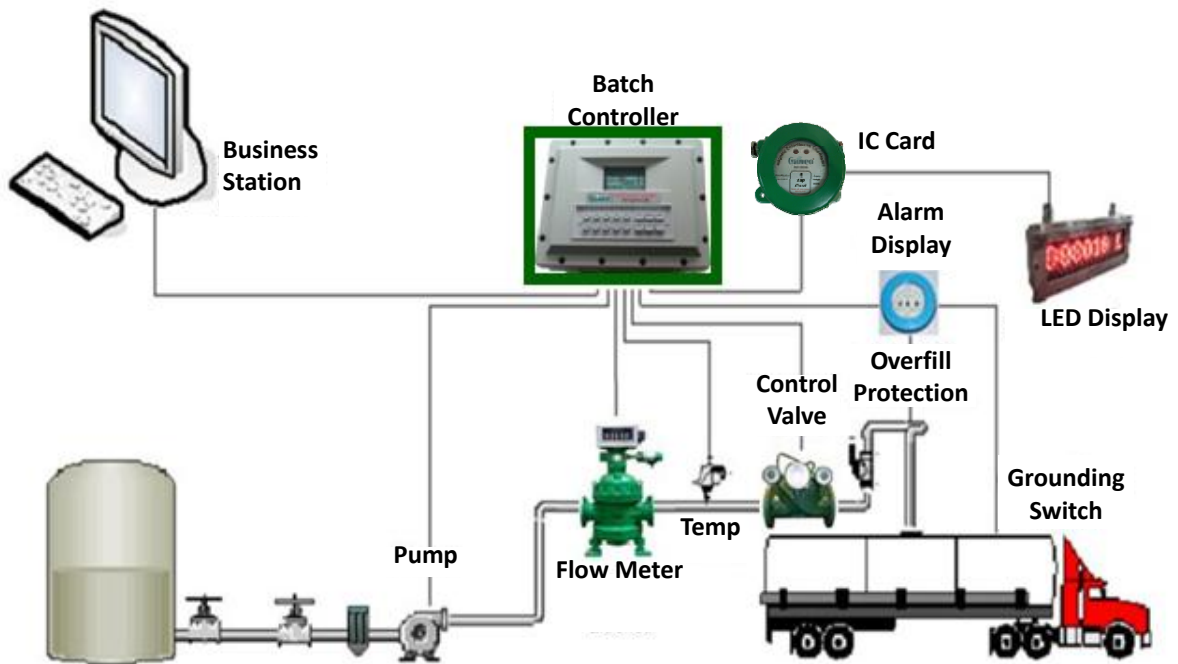 Batch
Controller
IC Card
Business
Station
Alarm
Display
LED Display
Overfill
Protection
Control
Valve
Grounding
Switch
Temp
Pump
Flow Meter